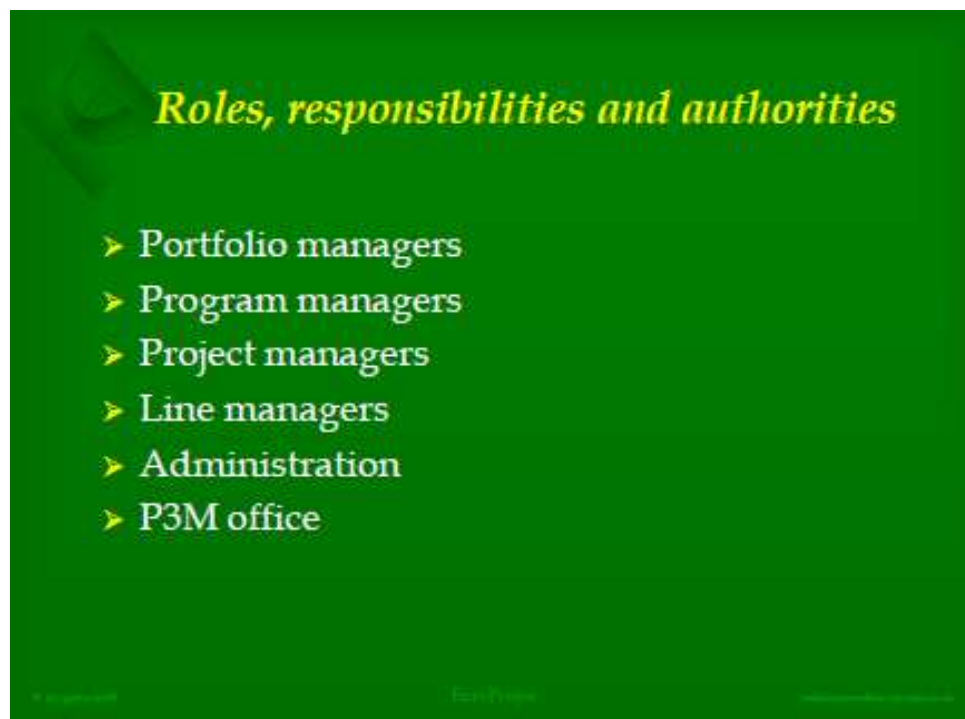 Roles, responsibilities and authorities
Portfolio managers
Program managers
Project managers
Line managers
Administration
P3M office